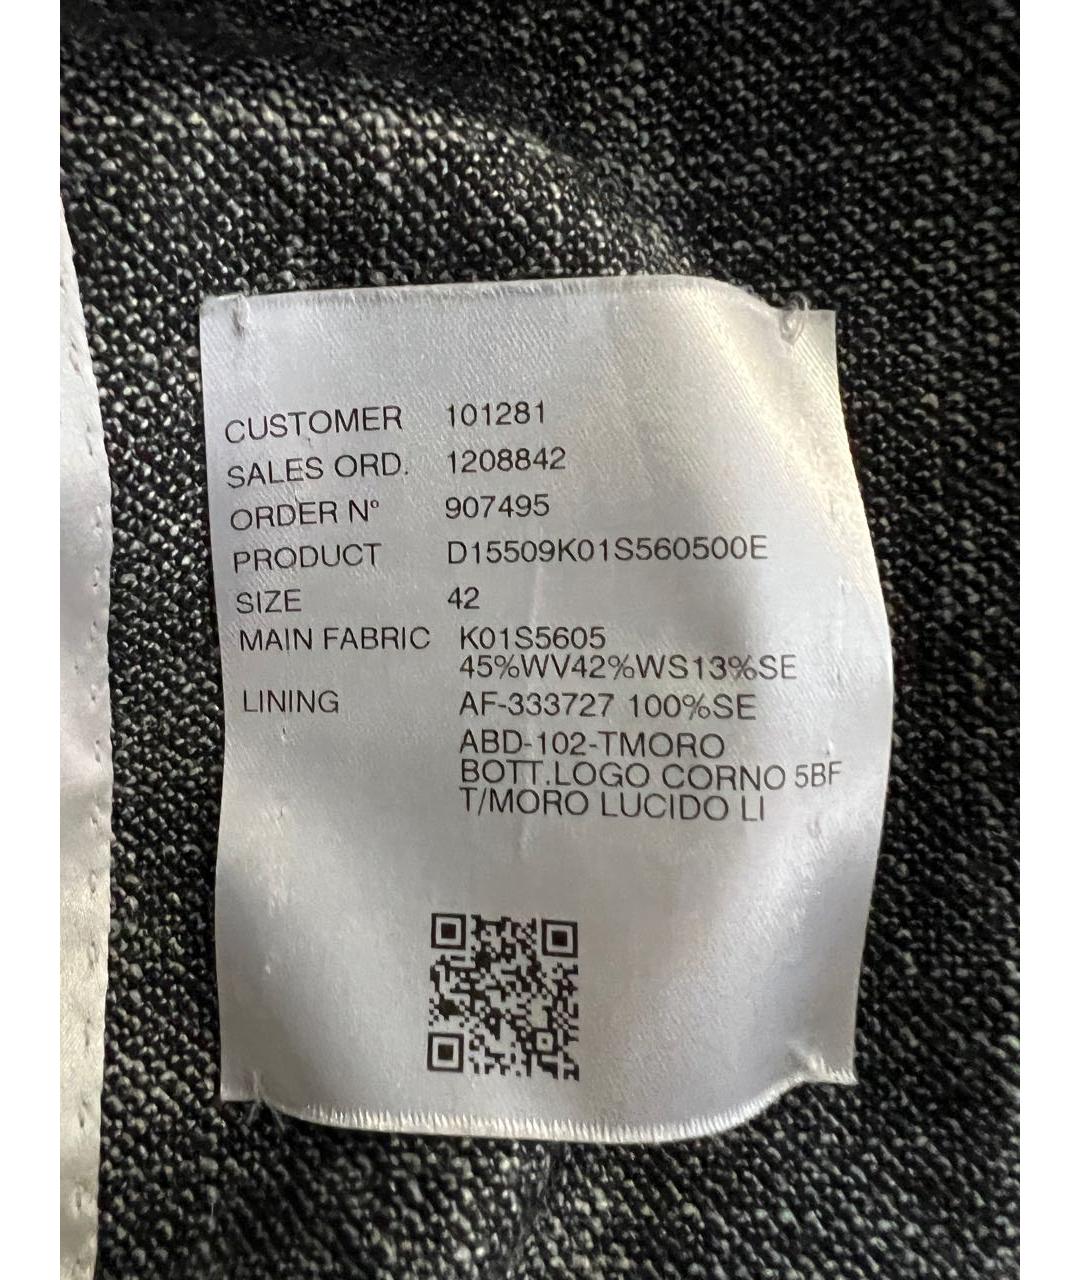 CUSTOMER 101281
SALES ORD. 1208842
ORDER N° 907495
PRODUCT D15509K01S560500E
SIZE 42
MAIN FABRIC K01S5605
45%WV42%WS13%SE
LINING AF-333727 100%SE
ABD-102-TMORO
BOTT.LOGO CORNO 5BF
T/MORO LUCIDO LI